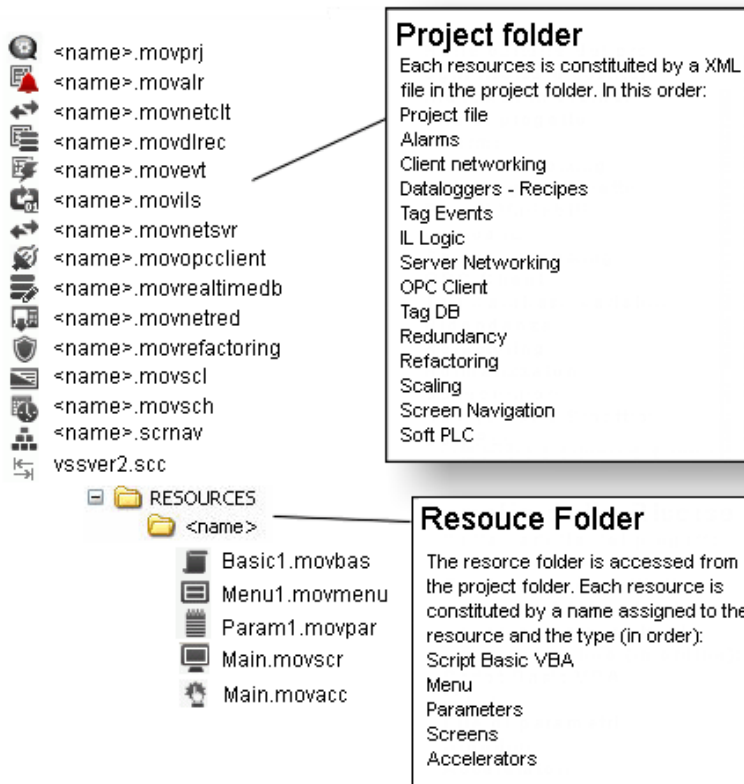 <name>.movprj
<name>.movalr
<name>.movnetclt
<name>.movdlrec
<name>.movevt
<name>.movils
<name>.movnetsvr
<name>.movopcclient
<name>.movrealtimedb
<name>.movnetred
<name>.movrefactoring
<name>.movscl
<name>.movsch
<name>.scrnav
vssver2.scc
RESOURCES
<name>
Basic1.movbas
Menu1.movmenu
Param1.movpar
Main.movscr
Main.movacc
Project folder
Each resources is constituited by a XML
file in the project folder. In this order:
Project file
Alarms
Client networking
Dataloggers - Recipes
Tag Events
IL Logic
Server Networking
OPC Client
Tag DB
Redundancy
Refactoring
Scaling
Screen Navigation
Soft PLC
Resouce Folder
The resorce folder is accessed from
the project folder. Each resource is
constituted by a name assigned to the
resource and the type (in order):
Script Basic VBA
Menu
Parameters
Screens
Accelerators